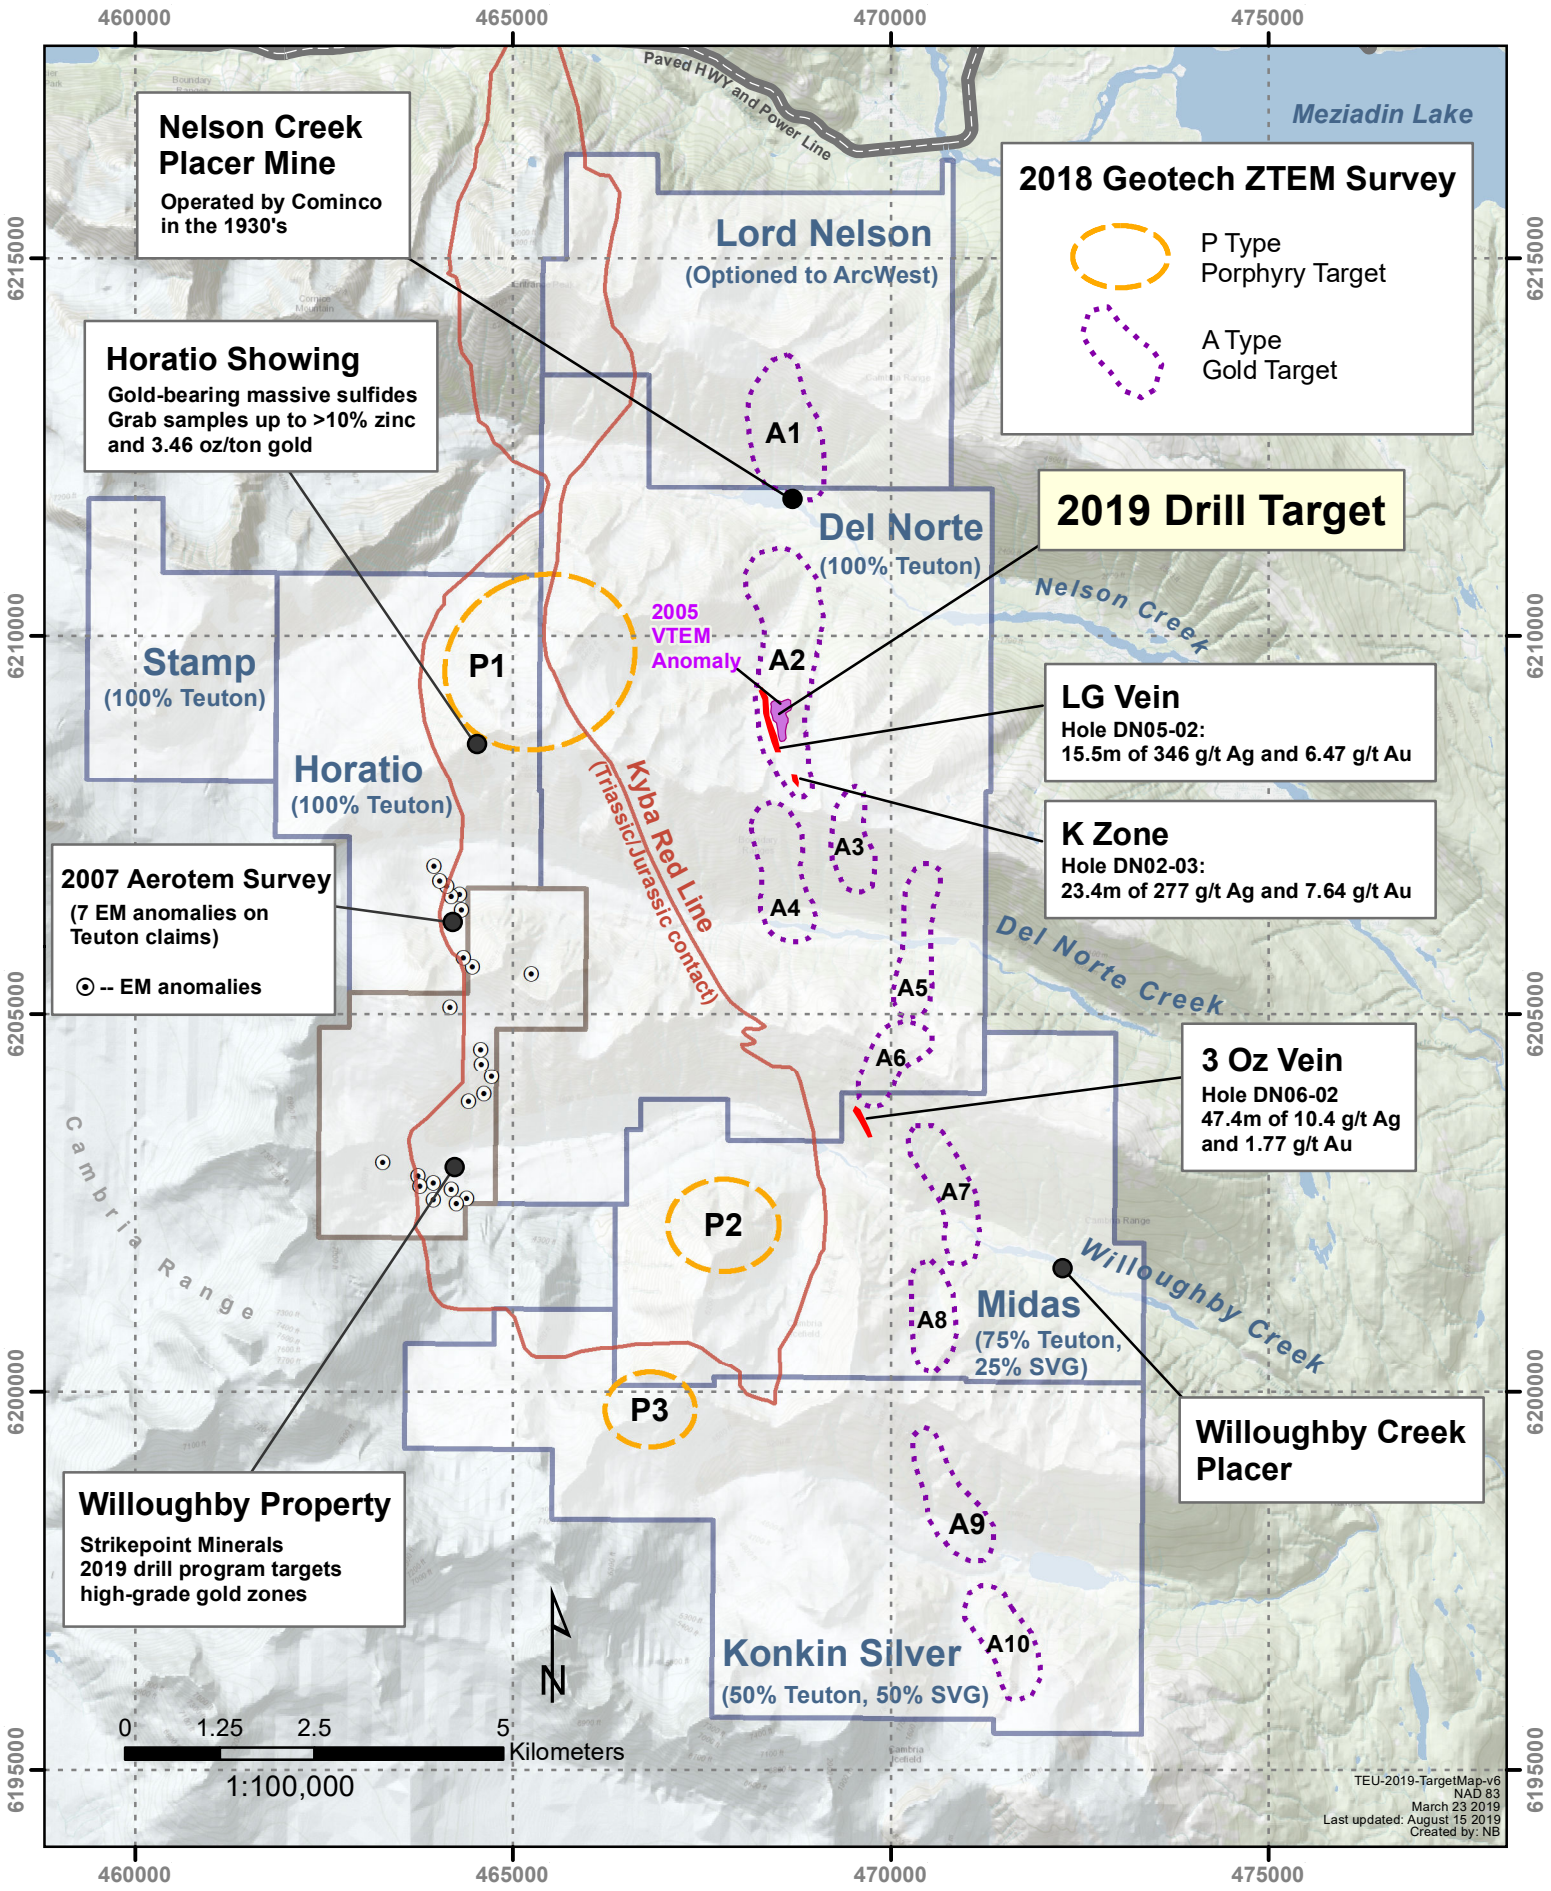 460000
465000
470000
475000
Paved HWY and Power Line
Meziadin Lake
Nelson Creek
Placer Mine
Operated by Cominco
in the 1930's
2018 Geotech ZTEM Survey
P Type
Porphyry Target
A Type
Gold Target
Lord Nelson
(Optioned to ArcWest)
6215000
6215000
Horatio Showing
Gold-bearing massive sulfides
Grab samples up to >10% zinc
and 3.46 oz/ton gold
A1
2019 Drill Target
Del Norte
(100% Teuton)
Nelson Creek
2005
VTEM
Anomaly
A2
6210000
6210000
Stamp
(100% Teuton)
P1
LG Vein
Hole DN05-02:
15.5m of 346 g/t Ag and 6.47 g/t Au
Horatio
(100% Teuton)
Kyba Red Line
(Triassic/Jurassic contact)
K Zone
Hole DN02-03:
23.4m of 277 g/t Ag and 7.64 g/t Au
A3
A4
2007 Aerotem Survey
(7 EM anomalies on
Teuton claims)
-- EM anomalies
Del Norte Creek
A5
6205000
6205000
A6
3 Oz Vein
Hole DN06-02
47.4m of 10.4 g/t Ag
and 1.77 g/t Au
Cambria Range
A7
P2
Cambria Range
Willoughby Creek
A8
Midas
(75% Teuton,
25% SVG)
6200000
6200000
P3
Willoughby Creek
Placer
Willoughby Property
Strikepoint Minerals
2019 drill program targets
high-grade gold zones
A9
A10
N
Konkin Silver
(50% Teuton, 50% SVG)
0 1.25 2.5 5
Kilometers
1:100,000
Cambria
Icefield
6195000
6195000
TEU-2019-TargetMap-v6
NAD 83
March 23 2019
Last updated: August 15 2019
Created by: NB
460000
465000
470000
475000